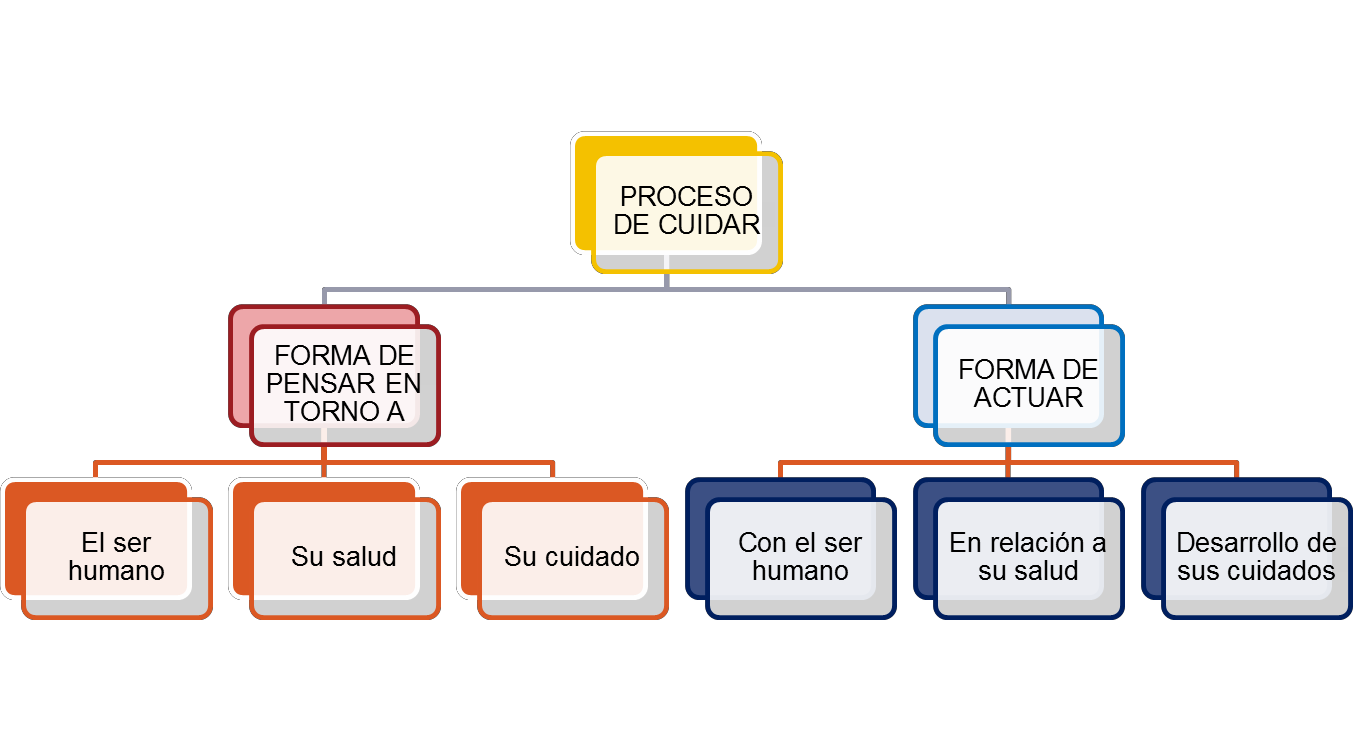 PROCESO
DE CUIDAR
FORMA DE
PENSAR EN
TORNO A
FORMA DE
ACTUAR
El ser
humano
Su salud
Su cuidado
Con el ser
humano
En relación a
su salud
Desarrollo de
sus cuidados